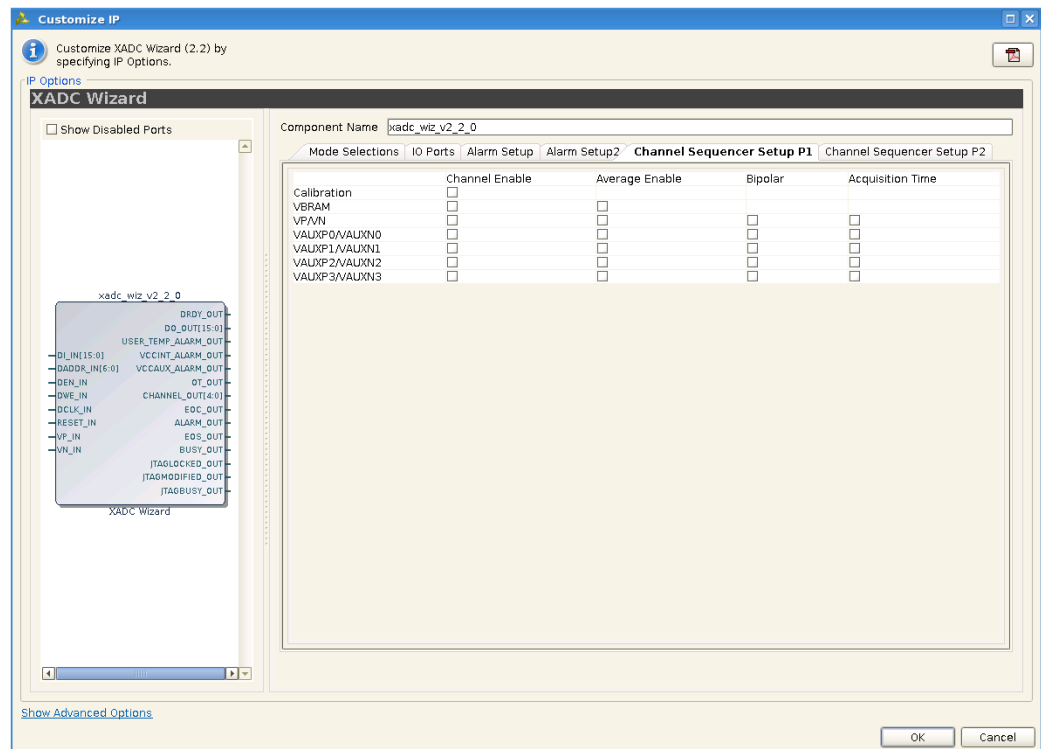 Customize IP
Customize XADC Wizard (2.2) by
specifying IP Options.
IP Options
XADC Wizard
Show Disabled Ports
Component Name xadc_wiz_v2_2_0
Mode Selections IO Ports Alarm Setup Alarm Setup2 Channel Sequencer Setup P1 Channel Sequencer Setup P2
Channel Enable Average Enable Bipolar Acquisition Time
Calibration
VBRAM
VP/VN
VAUXP0/VAUXN0
VAUXP1/VAUXN1
VAUXP2/VAUXN2
VAUXP3/VAUXN3
xadc_wiz_v2_2_0
DRDY_OUT
DO_OUT[15:0]
USER_TEMP_ALARM_OUT
DI_IN[15:0] VCCINT_ALARM_OUT
DADDR_IN[6:0] VCCAUX_ALARM_OUT
DEN_IN OT_OUT
DWE_IN CHANNEL_OUT[4:0]
DCLK_IN EOC_OUT
RESET_IN ALARM_OUT
VP_IN EOS_OUT
VN_IN BUSY_OUT
JTAGLOCKED_OUT
JTAGMODIFIED_OUT
JTAGBUSY_OUT
XADC Wizard
Show Advanced Options
OK Cancel